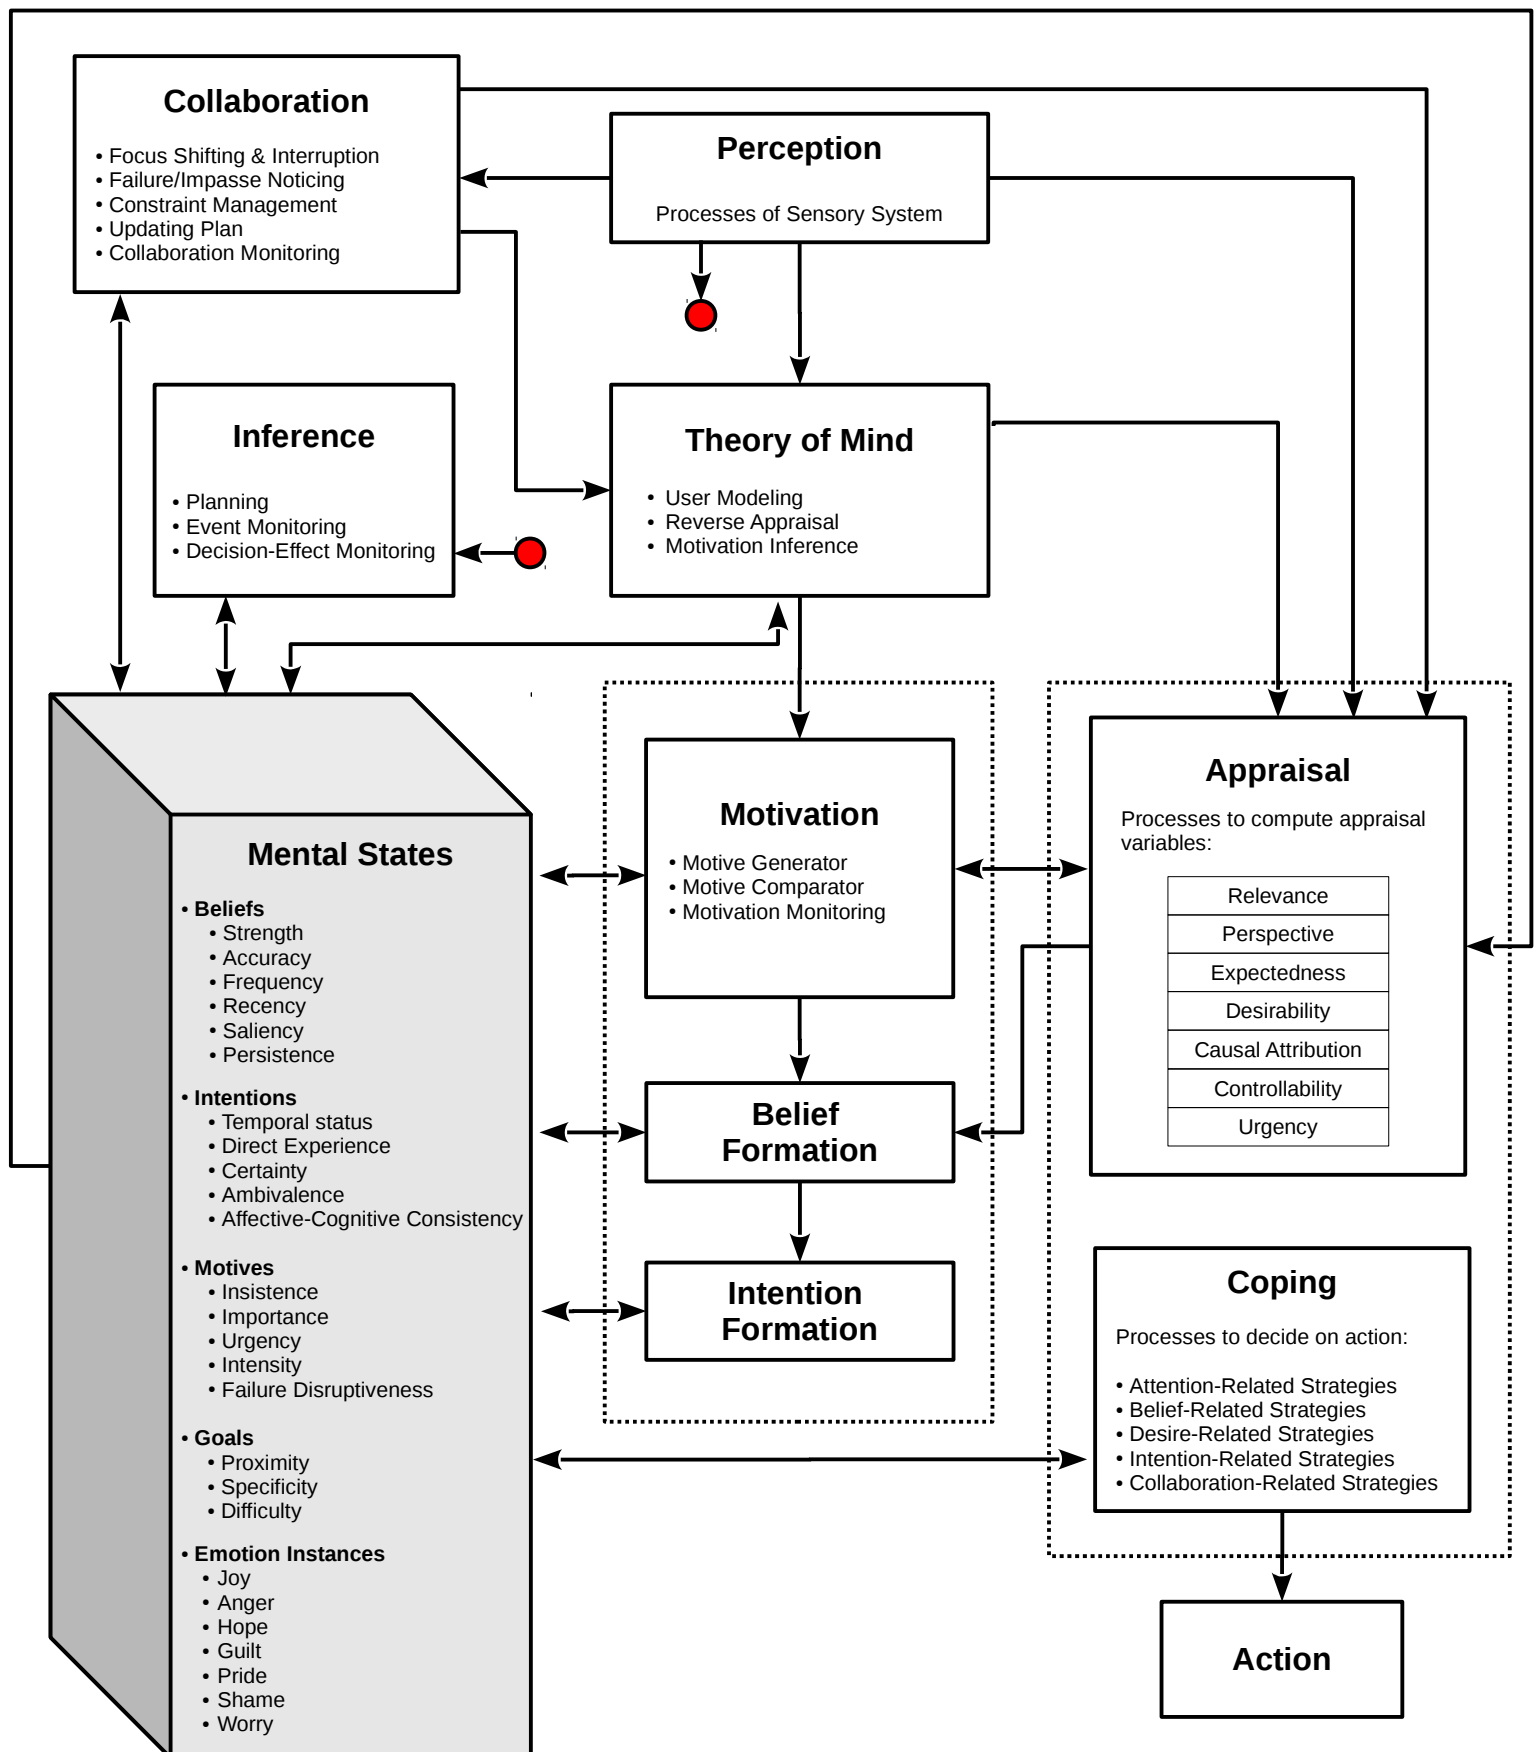 Collaboration
• Focus Shifting & Interruption
• Failure/Impasse Noticing
• Constraint Management
• Updating Plan
• Collaboration Monitoring
Perception
Processes of Sensory System
Inference
• Planning
• Event Monitoring
• Decision-Effect Monitoring
Theory of Mind
• User Modeling
• Reverse Appraisal
• Motivation Inference
Mental States
• Beliefs
• Strength
• Accuracy
• Frequency
• Recency
• Saliency
• Persistence
• Intentions
• Temporal status
• Direct Experience
• Certainty
• Ambivalence
• Affective-Cognitive Consistency
• Motives
• Insistence
• Importance
• Urgency
• Intensity
• Failure Disruptiveness
• Goals
• Proximity
• Specificity
• Difficulty
• Emotion Instances
• Joy
• Anger
• Hope
• Guilt
• Pride
• Shame
• Worry
Motivation
• Motive Generator
• Motive Comparator
• Motivation Monitoring
Belief
Formation
Intention
Formation
Appraisal
Processes to compute appraisal
variables:
Relevance
Perspective
Expectedness
Desirability
Causal Attribution
Controllability
Urgency
Coping
Processes to decide on action:
• Attention-Related Strategies
• Belief-Related Strategies
• Desire-Related Strategies
• Intention-Related Strategies
• Collaboration-Related Strategies
Action